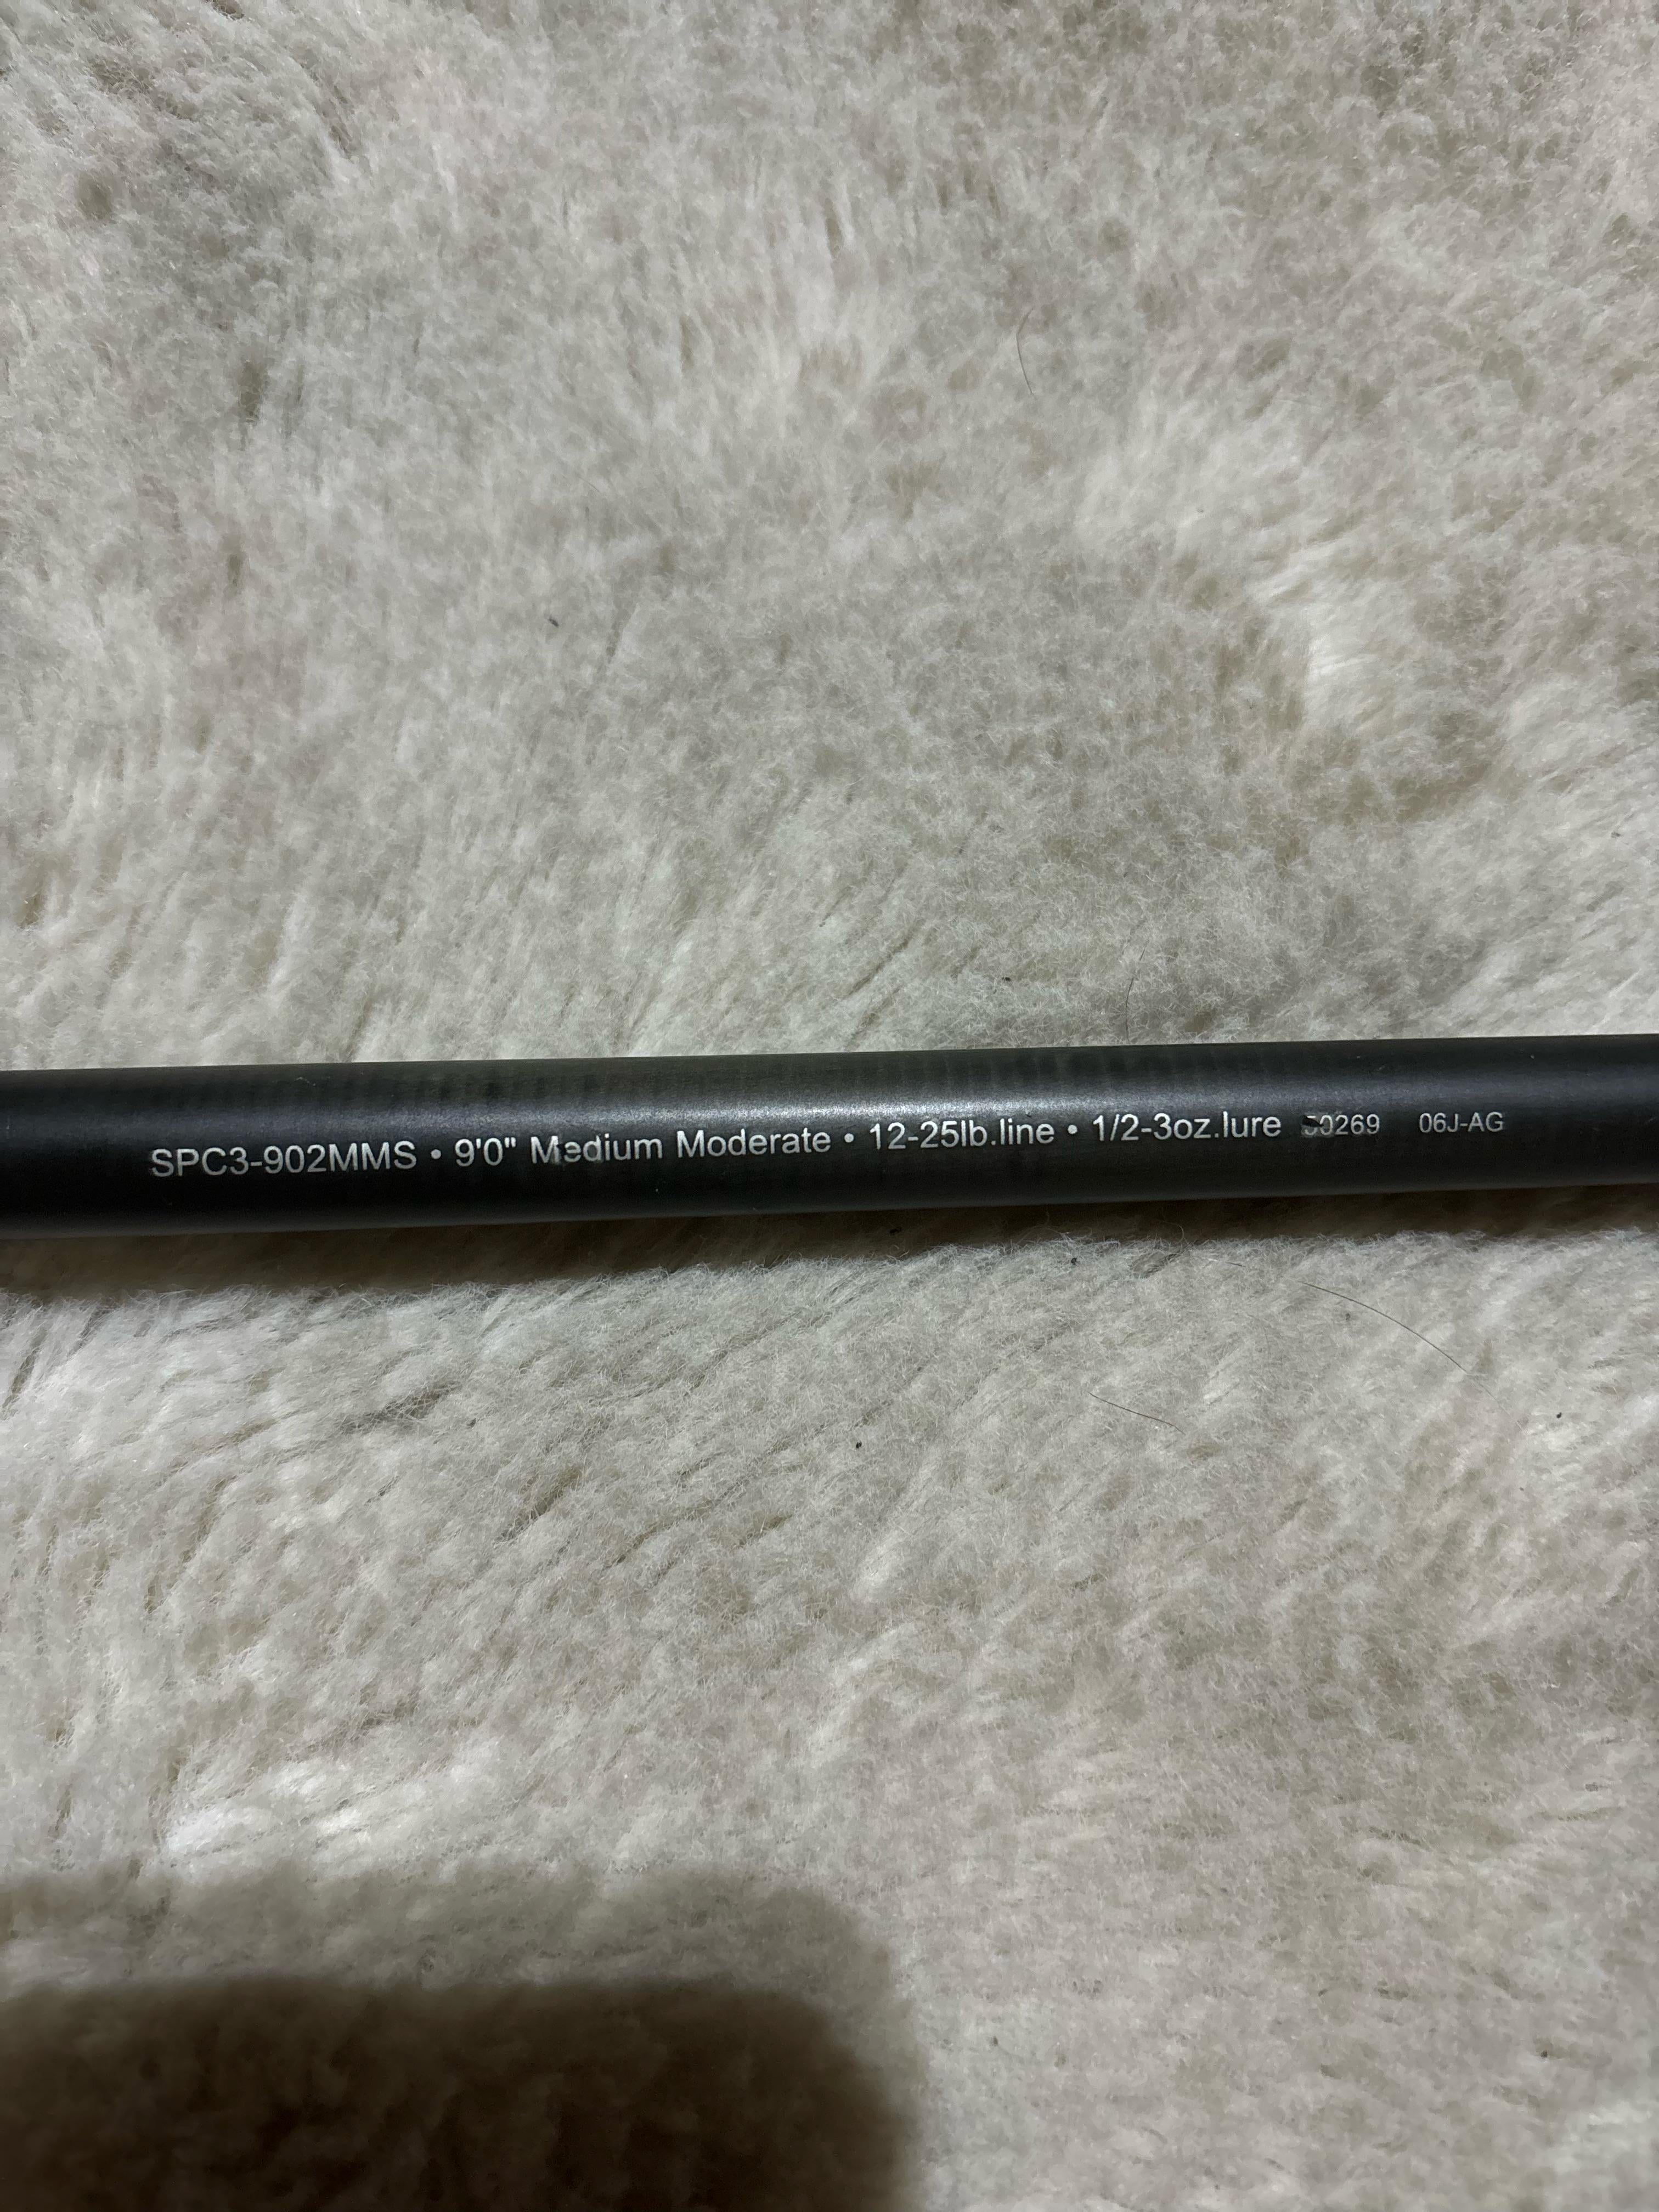 SPC3-902MMS • 9'0" Medium Moderate • 12-25lb.line • 1/2-3oz.lure 06J-AG